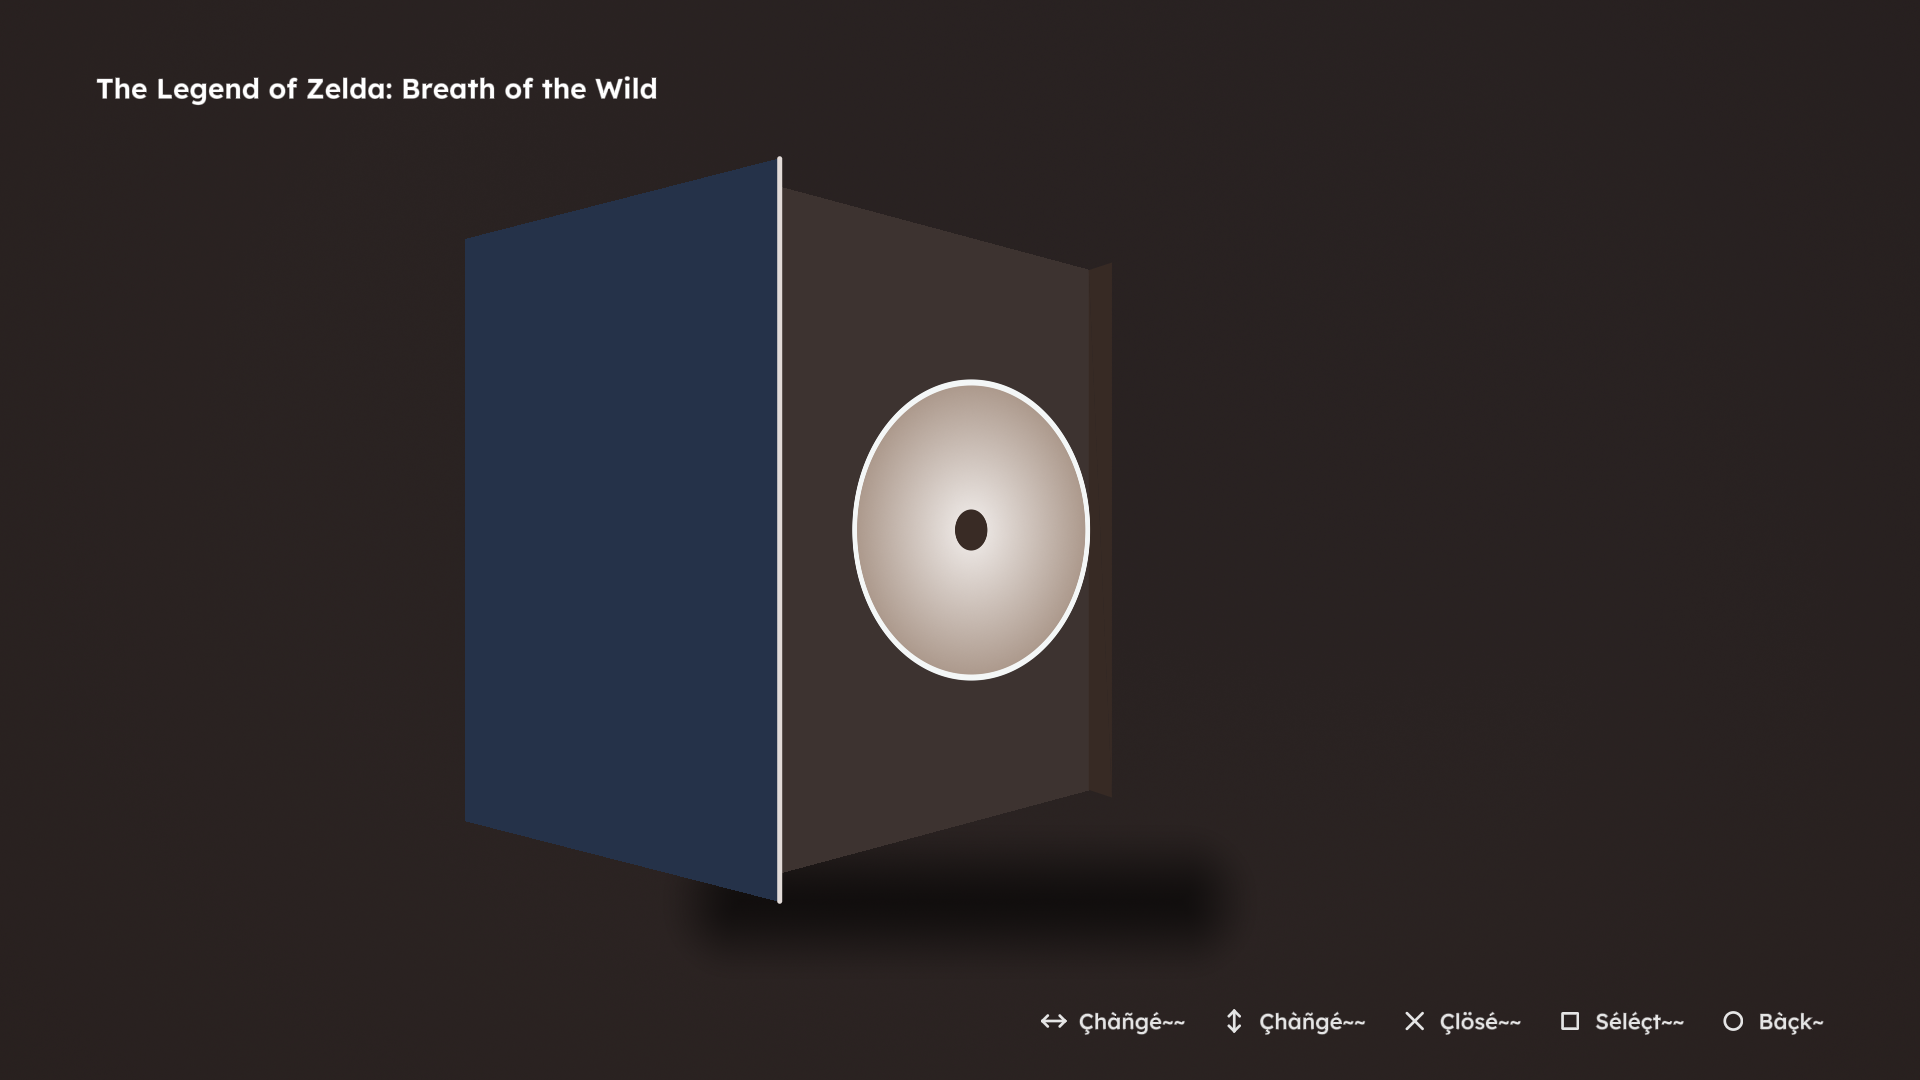 The Legend of Zelda: Breath of the Wild
Çhàñgé~~ Çhàñgé~~ Çlösé~~ Séléçt~~ Bàçk~